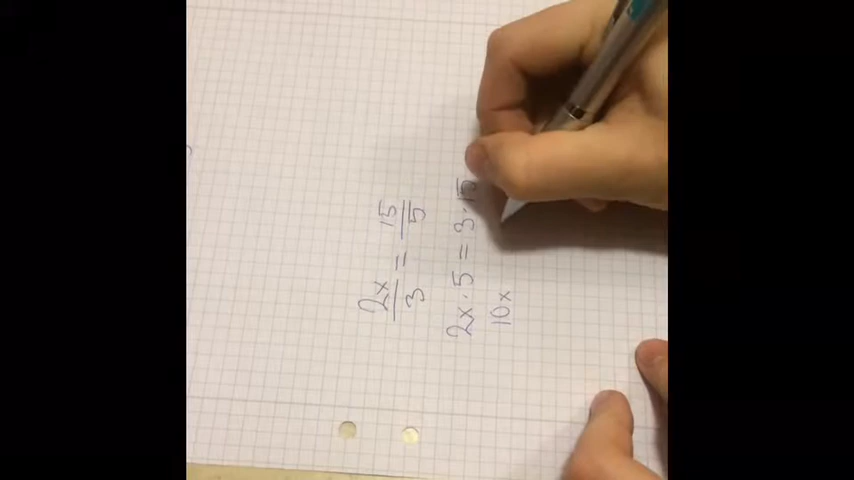 2x/3 = 15/5
2x · 5 = 3 · 15
10x